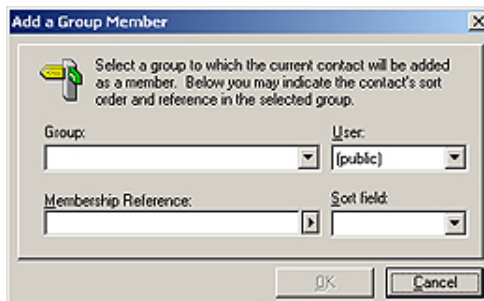 Add a Group Member
Select a group to which the current contact will be added
as a member. Below you may indicate the contact's sort
order and reference in the selected group.
Group:
User:
(public)
Membership Reference:
Sort field:
OK
Cancel